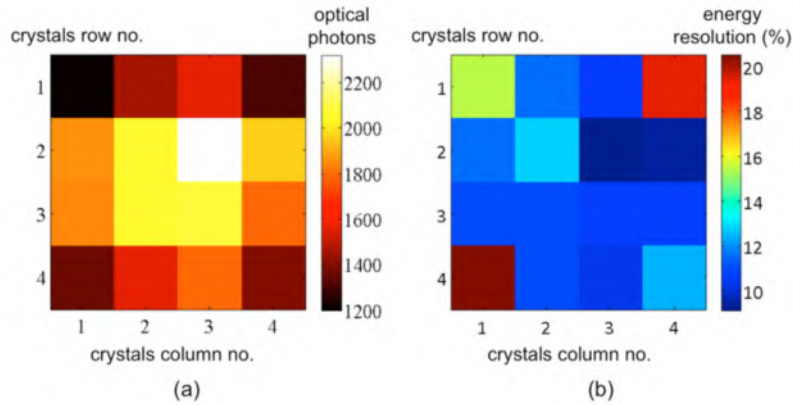 crystals row no.
optical
photons
1
2
3
4
1 2 3 4
crystals column no.
2200
2000
1800
1600
1400
1200
(a)
crystals row no.
energy
resolution (%)
1
2
3
4
1 2 3 4
crystals column no.
20
18
16
14
12
10
(b)